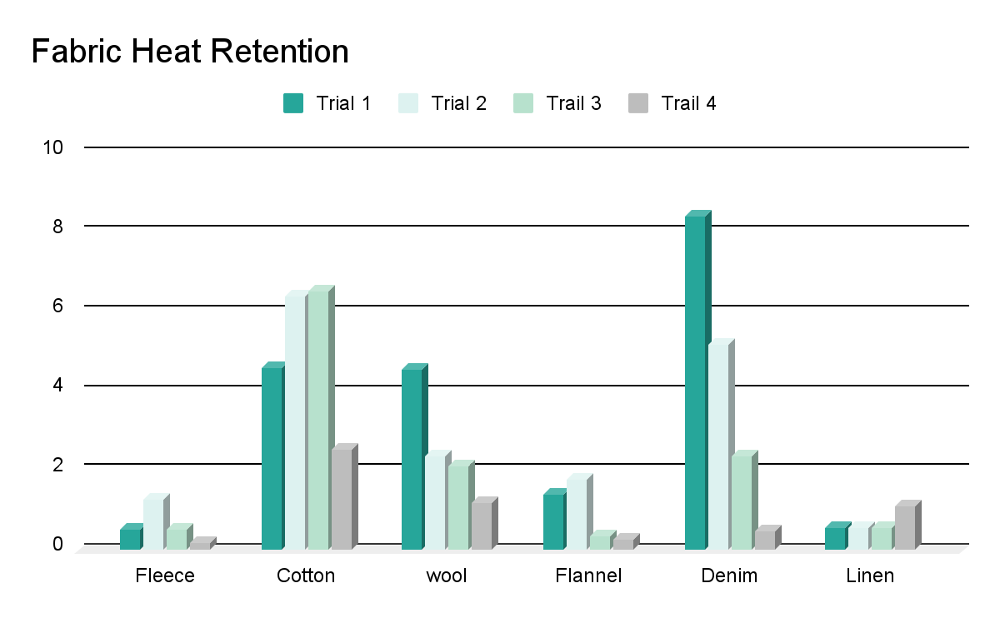 Fabric Heat Retention
Trial 1 Trial 2 Trail 3 Trail 4
10
8
6
4
2
0
Fleece Cotton wool Flannel Denim Linen